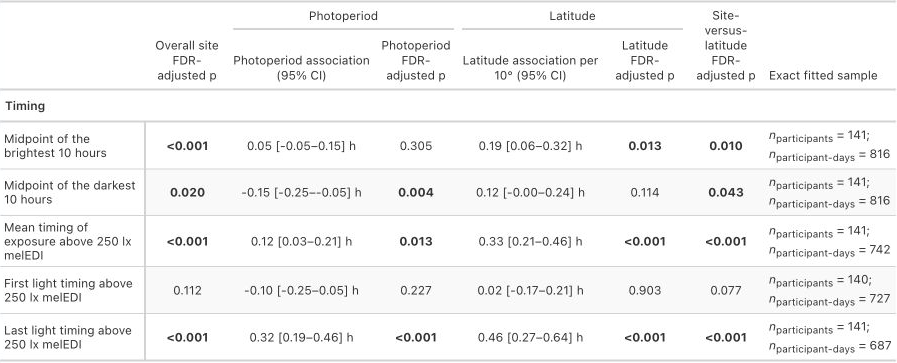 Photoperiod Latitude Site-versus-latitude FDR-adjusted p
Overall site FDR-adjusted p Photoperiod association (95% CI) Photoperiod FDR-adjusted p Latitude association per 10° (95% CI) Latitude FDR-adjusted p Exact fitted sample
Timing
Midpoint of the brightest 10 hours <0.001 0.05 [-0.05–0.15] h 0.305 0.19 [0.06–0.32] h 0.013 0.010 nparticipants = 141; nparticipant-days = 816
Midpoint of the darkest 10 hours 0.020 -0.15 [-0.25–-0.05] h 0.004 0.12 [-0.00–0.24] h 0.114 0.043 nparticipants = 141; nparticipant-days = 816
Mean timing of exposure above 250 lx melEDI <0.001 0.12 [0.03–0.21] h 0.013 0.33 [0.21–0.46] h <0.001 <0.001 nparticipants = 141; nparticipant-days = 742
First light timing above 250 lx melEDI 0.112 -0.10 [-0.25–0.05] h 0.227 0.02 [-0.17–0.21] h 0.903 0.077 nparticipants = 140; nparticipant-days = 727
Last light timing above 250 lx melEDI <0.001 0.32 [0.19–0.46] h <0.001 0.46 [0.27–0.64] h <0.001 <0.001 nparticipants = 141; nparticipant-days = 687